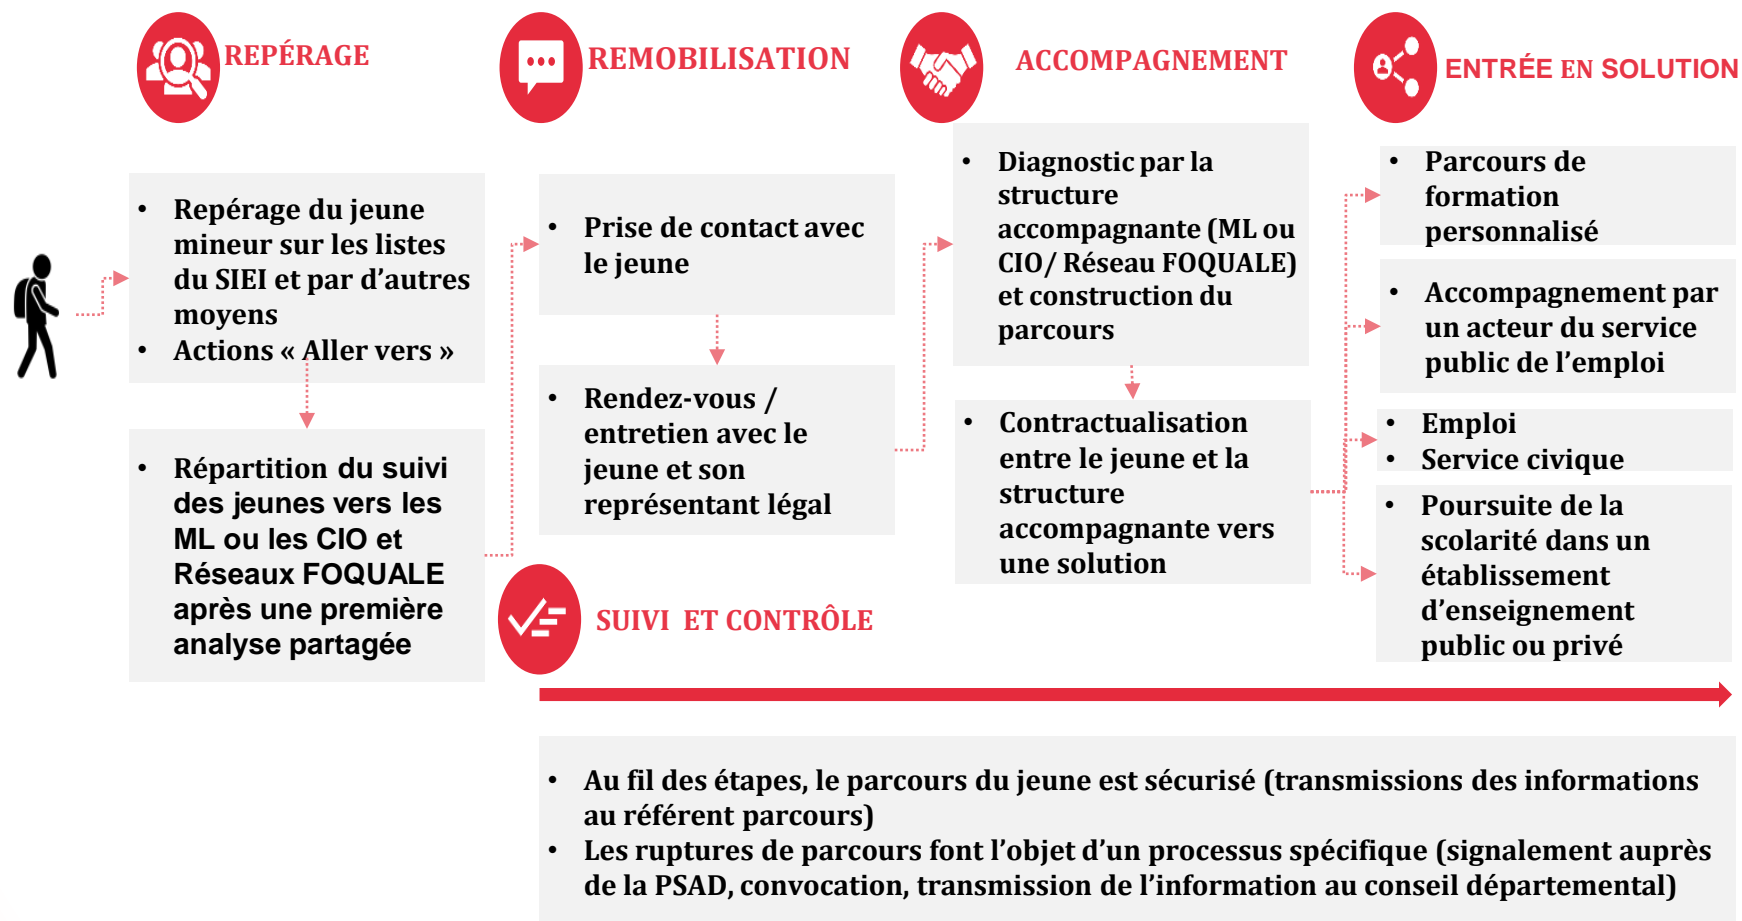 REPÉRAGE
• Repérage du jeune
mineur sur les listes
du SIEI et par d’autres
moyens
• Actions « Aller vers »
• Répartition du suivi
des jeunes vers les
ML ou les CIO et
Réseaux FOQUALE
après une première
analyse partagée
REMOBILISATION
• Prise de contact avec
le jeune
• Rendez-vous /
entretien avec le
jeune et son
représentant légal
ACCOMPAGNEMENT
• Diagnostic par la
structure
accompagnante (ML ou
CIO/ Réseau FOQUALE)
et construction du
parcours
• Contractualisation
entre le jeune et la
structure
accompagnante vers
une solution
ENTRÉE EN SOLUTION
• Parcours de
formation
personnalisé
• Accompagnement par
un acteur du service
public de l’emploi
• Emploi
• Service civique
• Poursuite de la
scolarité dans un
établissement
d’enseignement
public ou privé
SUIVI ET CONTRÔLE
• Au fil des étapes, le parcours du jeune est sécurisé (transmissions des informations
au référent parcours)
• Les ruptures de parcours font l’objet d’un processus spécifique (signalement auprès
de la PSAD, convocation, transmission de l’information au conseil départemental)